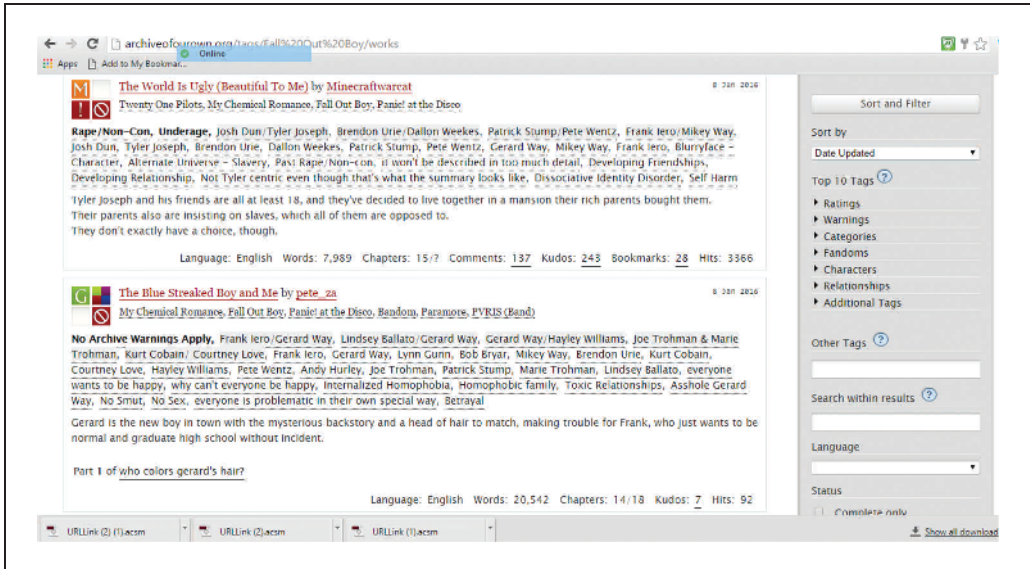 archiveofourown.org/tags/Fall%20Out%20Boy/works
Online
Apps Add to My Bookmar...
M The World Is Ugly (Beautiful To Me) by Minecraftwarcat 8 Jan 2016
! Twenty One Pilots, My Chemical Romance, Fall Out Boy, Panic! at the Disco
Rape/Non-Con, Underage, Josh Dun/Tyler Joseph, Brendon Urie/Dallon Weekes, Patrick Stump/Pete Wentz, Frank Iero/Mikey Way,
Josh Dun, Tyler Joseph, Brendon Urie, Dallon Weekes, Patrick Stump, Pete Wentz, Gerard Way, Mikey Way, Frank Iero, Blurryface -
Character, Alternate Universe - Slavery, Past Rape/Non-con, it won't be described in too much detail, Developing Friendships,
Developing Relationship, Not Tyler centric even though that's what the summary looks like, Dissociative Identity Disorder, Self Harm
Tyler Joseph and his friends are all at least 18, and they've decided to live together in a mansion their rich parents bought them.
Their parents also are insisting on slaves, which all of them are opposed to.
They don't exactly have a choice, though.
Language: English Words: 7,989 Chapters: 15/? Comments: 137 Kudos: 243 Bookmarks: 28 Hits: 3366
G The Blue Streaked Boy and Me by pete_za 8 Jan 2016
My Chemical Romance, Fall Out Boy, Panic! at the Disco, Bandom, Paramore, PVRIS (Band)
No Archive Warnings Apply, Frank Iero/Gerard Way, Lindsey Ballato/Gerard Way, Gerard Way/Hayley Williams, Joe Trohman & Marie
Trohman, Kurt Cobain/ Courtney Love, Frank Iero, Gerard Way, Lynn Gunn, Bob Bryar, Mikey Way, Brendon Urie, Kurt Cobain,
Courtney Love, Hayley Williams, Pete Wentz, Andy Hurley, Joe Trohman, Patrick Stump, Marie Trohman, Lindsey Ballato, everyone
wants to be happy, why can't everyone be happy, Internalized Homophobia, Homophobic family, Toxic Relationships, Asshole Gerard
Way, No Smut, No Sex, everyone is problematic in their own special way, Betrayal
Gerard is the new boy in town with the mysterious backstory and a head of hair to match, making trouble for Frank, who just wants to be
normal and graduate high school without incident.
Part 1 of who colors gerard's hair?
Language: English Words: 20,542 Chapters: 14/18 Kudos: 7 Hits: 92
Sort and Filter
Sort by
Date Updated
Top 10 Tags ?
Ratings
Warnings
Categories
Fandoms
Characters
Relationships
Additional Tags
Other Tags ?
Search within results ?
Language
Status
Complete only
URLLink (2) (1).acsm URLLink (2).acsm URLLink (1).acsm Show all download